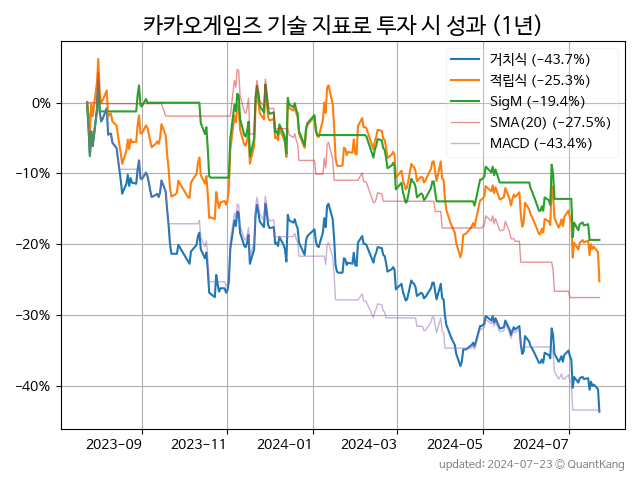 카카오게임즈 기술 지표로 투자 시 성과 (1년)
거치식 (−43.7%)
적립식 (−25.3%)
SigM (−19.4%)
SMA(20) (−27.5%)
MACD (−43.4%)
0%
−10%
−20%
−30%
−40%
2023-09
2023-11
2024-01
2024-03
2024-05
2024-07
updated: 2024-07-23 © QuantKang